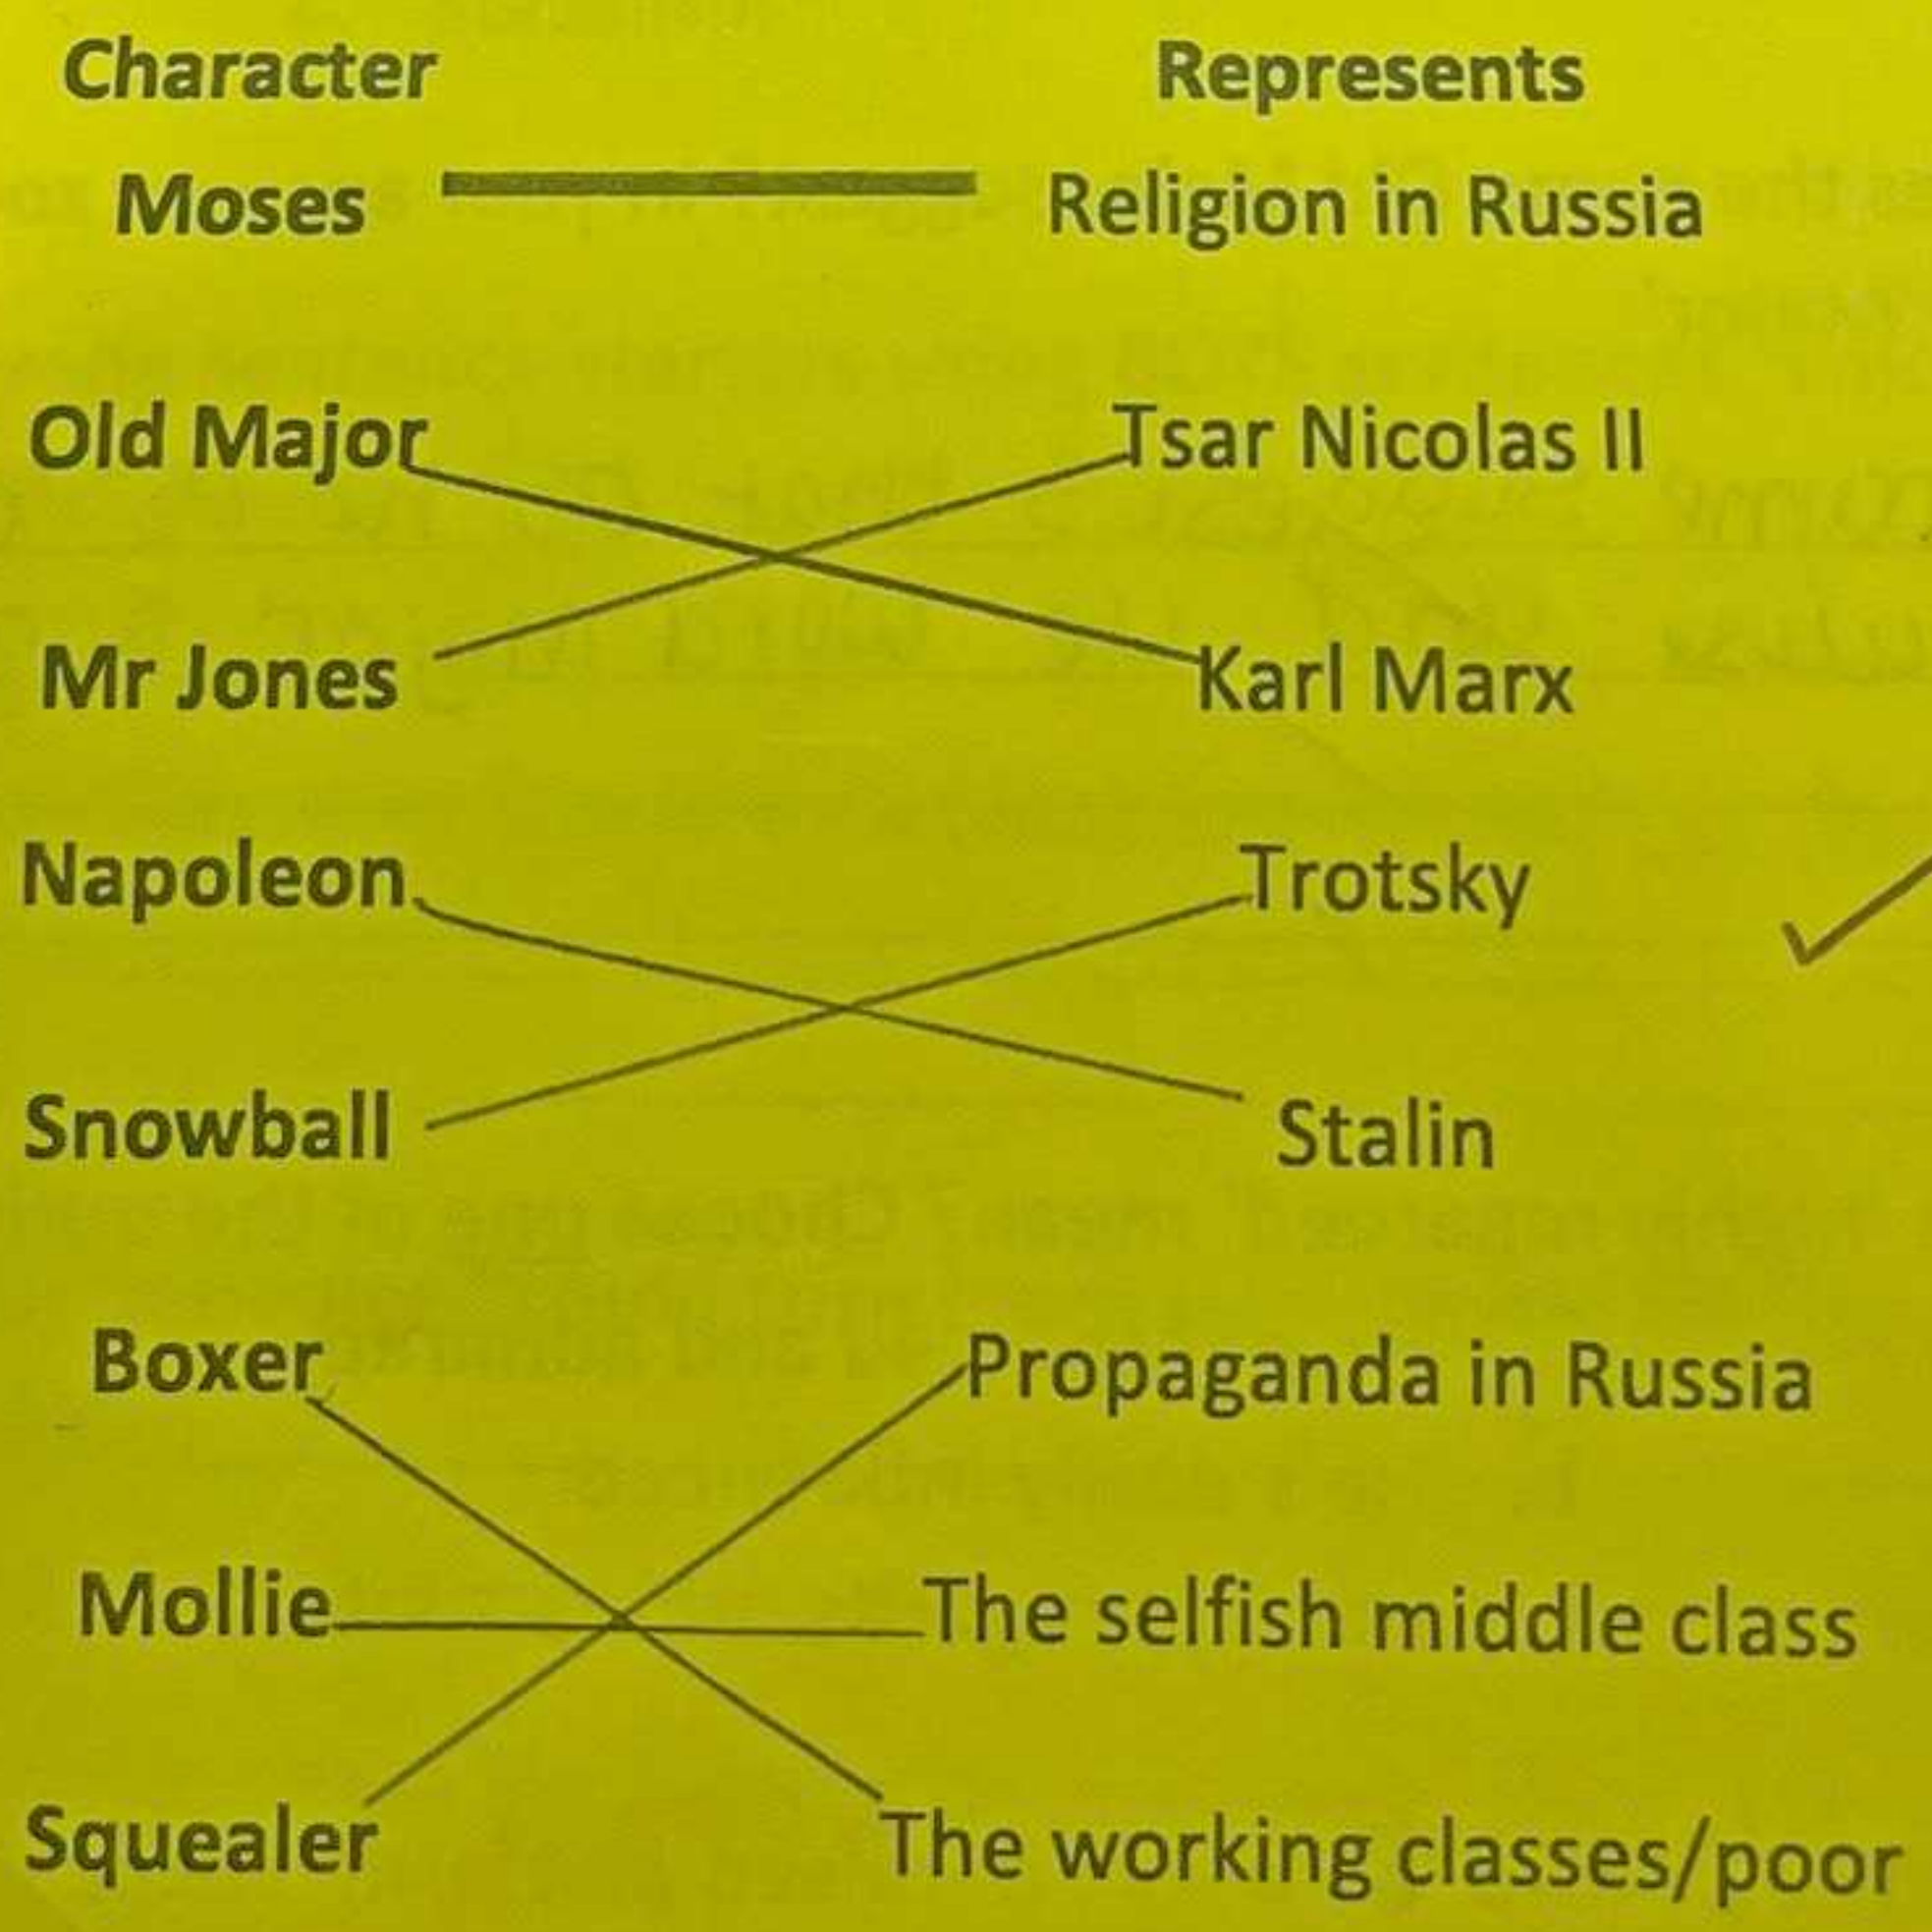 Character Represents
Moses Religion in Russia
Old Major Tsar Nicolas II
Mr Jones Karl Marx
Napoleon Trotsky
Snowball Stalin
Boxer Propaganda in Russia
Mollie The selfish middle class
Squealer The working classes/poor